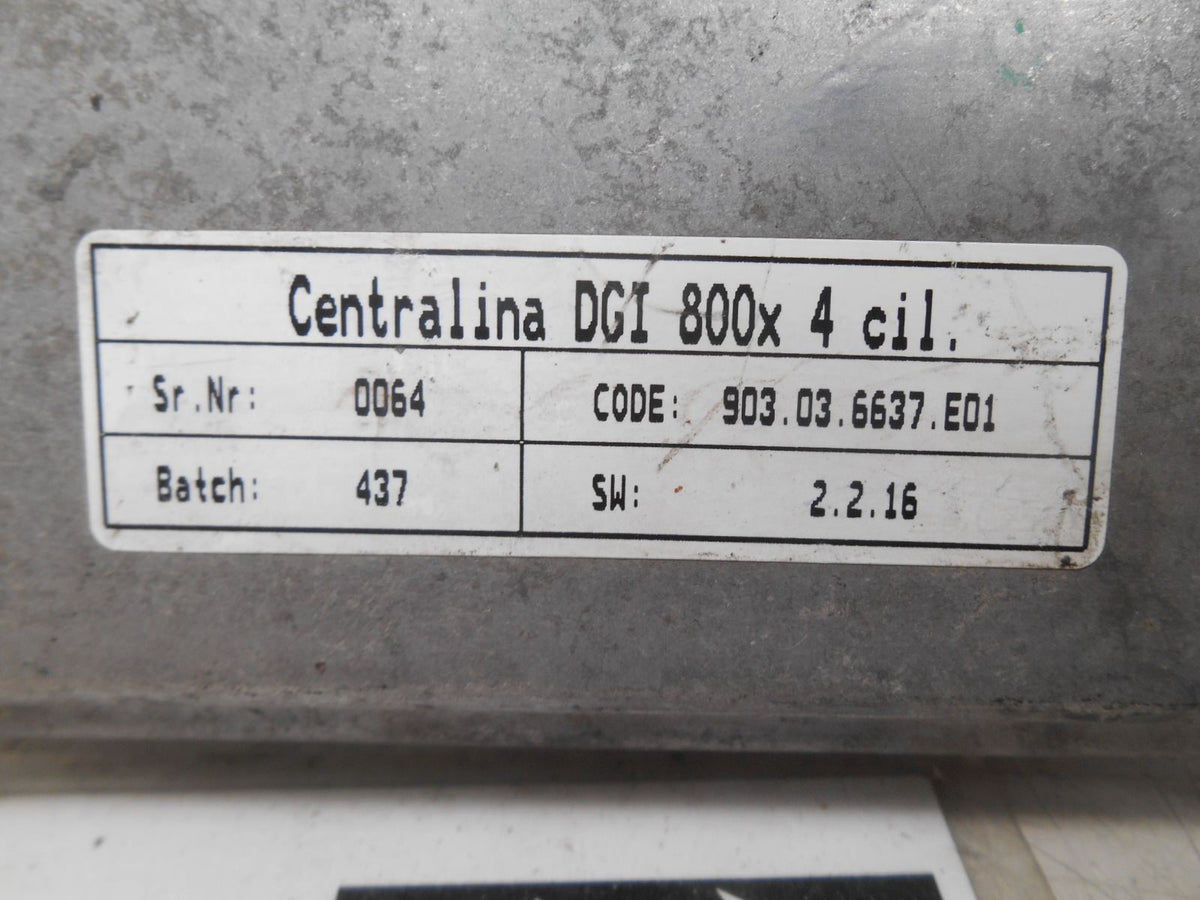 Centralina DGI 800x 4 cil.
Sr.Nr: 0064 CODE: 903.03.6637.E01
Batch: 437 SW: 2.2.16